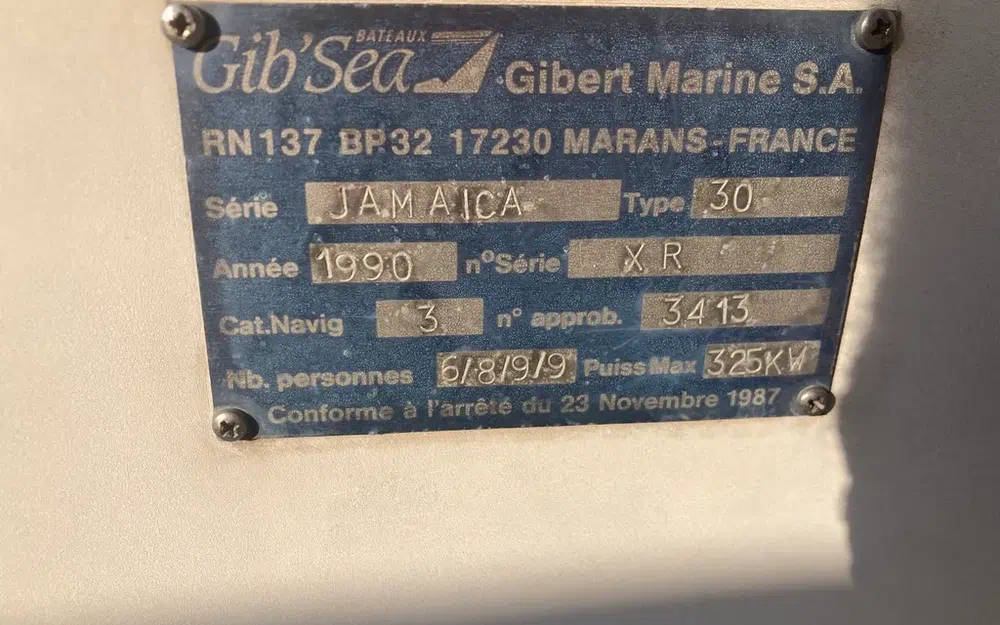 BATEAUX
Gib'Sea Gibert Marine S.A.
RN 137 BP.32 17230 MARANS-FRANCE
Série JAMAICA Type 30
Année 1990 n° Série XR
Cat.Navig 3 n° approb. 3413
Nb. personnes 6/8/9/9 Puiss Max 325KW
Conforme à l'arrêté du 23 Novembre 1987